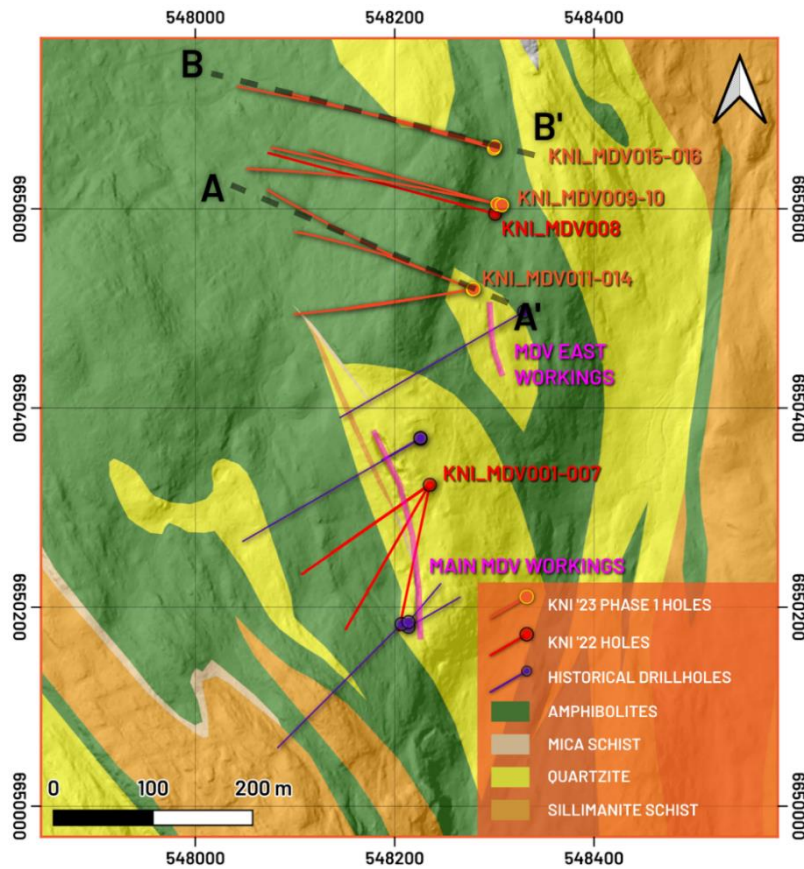 548000
548200
548400
B
B'
KNI_MDV015-016
A
6650600
6650600
KNI_MDV009-10
KNI_MDV008
KNI_MDV011-014
A'
MDV EAST
WORKINGS
6650400
6650400
KNI_MDV001-007
MAIN MDV WORKINGS
6650200
6650200
KNI '23 PHASE 1 HOLES
KNI '22 HOLES
HISTORICAL DRILLHOLES
AMPHIBOLITES
MICA SCHIST
QUARTZITE
SILLIMANITE SCHIST
0 100 200 m
6650000
6650000
548000
548200
548400